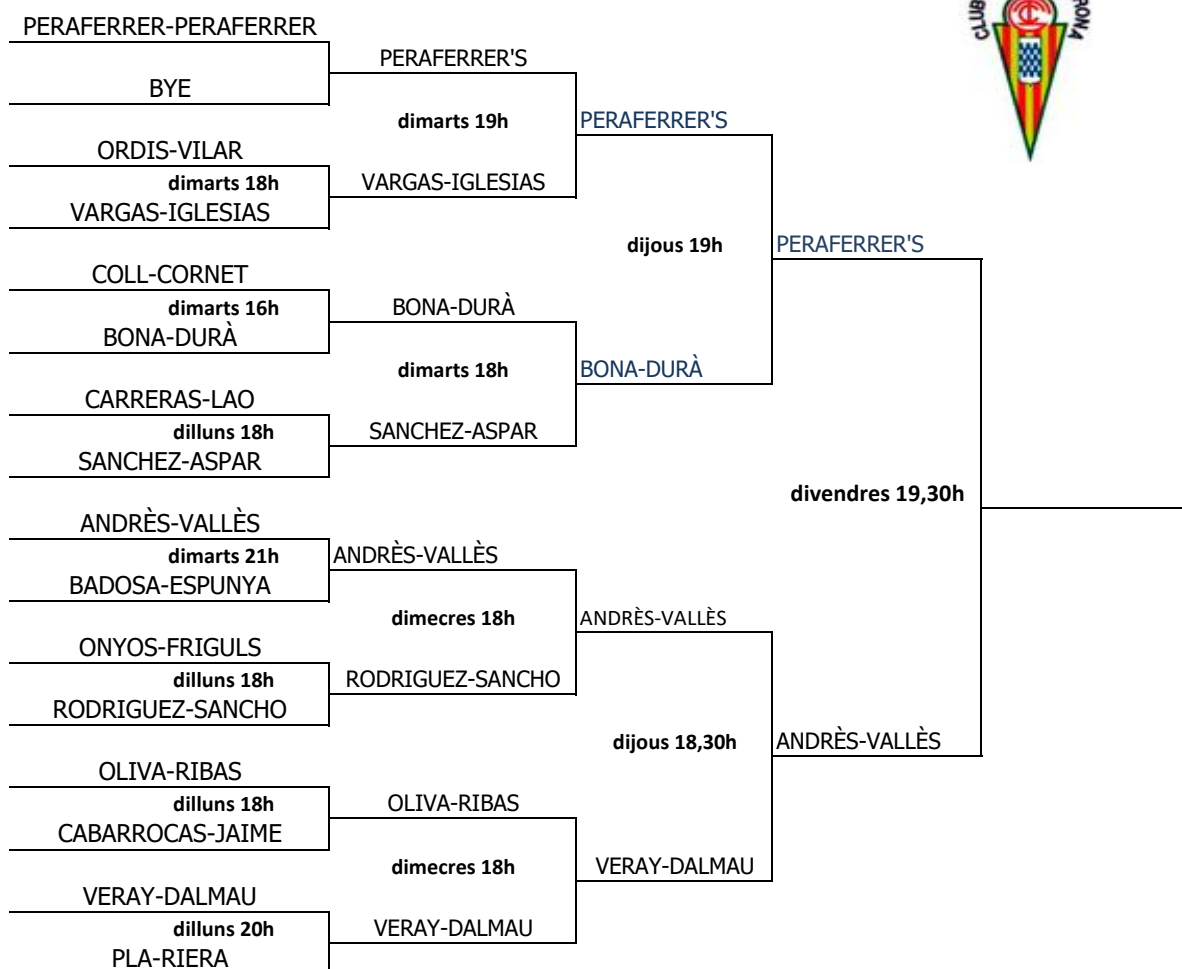 CLUB
RONA
PERAFERRER-PERAFERRER
BYE
ORDIS-VILAR
dimarts 18h
VARGAS-IGLESIAS
COLL-CORNET
dimarts 16h
BONA-DURÀ
CARRERAS-LAO
dilluns 18h
SANCHEZ-ASPAR
ANDRÈS-VALLÈS
dimarts 21h
BADOSA-ESPUNYA
ONYOS-FRIGULS
dilluns 18h
RODRIGUEZ-SANCHO
OLIVA-RIBAS
dilluns 18h
CABARROCAS-JAIME
VERAY-DALMAU
dilluns 20h
PLA-RIERA
PERAFERRER'S
dimarts 19h
VARGAS-IGLESIAS
BONA-DURÀ
dimarts 18h
SANCHEZ-ASPAR
ANDRÈS-VALLÈS
dimecres 18h
RODRIGUEZ-SANCHO
OLIVA-RIBAS
dimecres 18h
VERAY-DALMAU
PERAFERRER'S
dijous 19h
BONA-DURÀ
ANDRÈS-VALLÈS
dijous 18,30h
VERAY-DALMAU
PERAFERRER'S
divendres 19,30h
ANDRÈS-VALLÈS